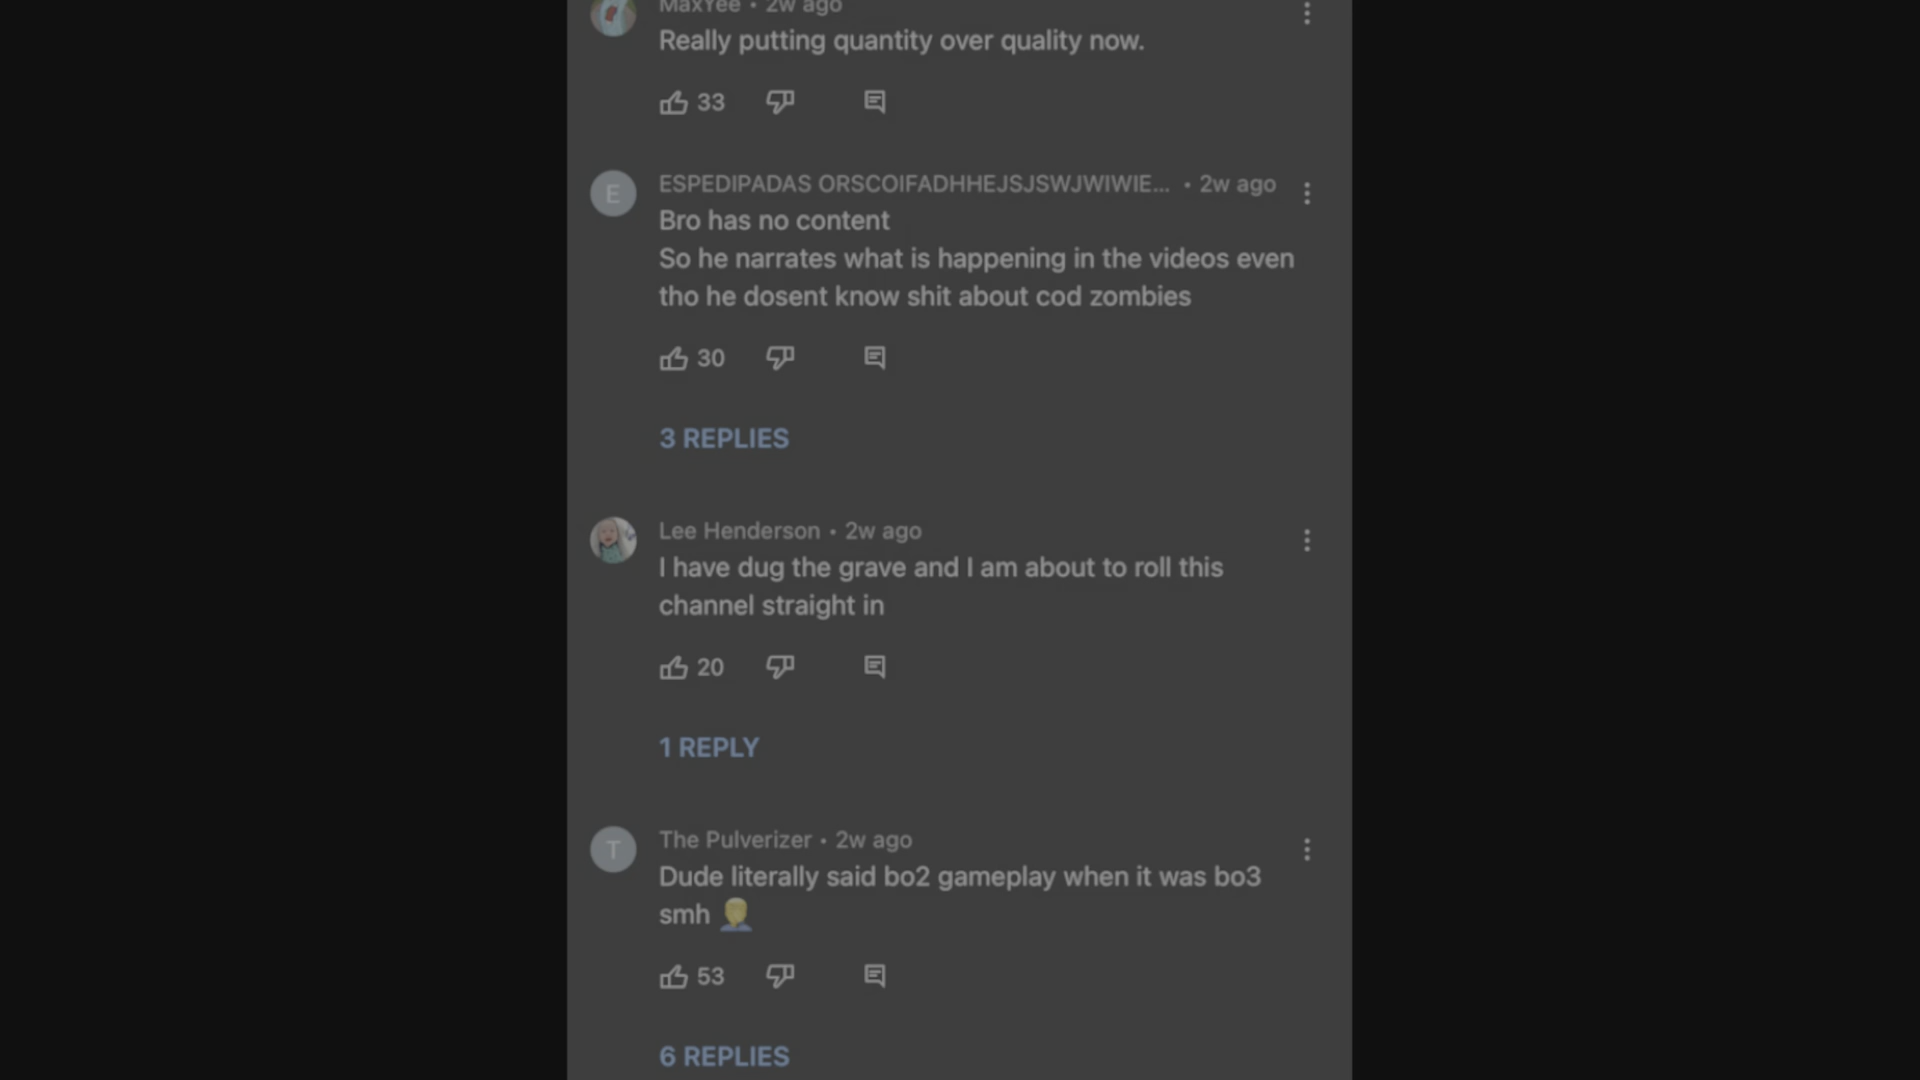 MaxYee • 2w ago
Really putting quantity over quality now.
33
E
ESPEDIPADAS ORSCOIFADHHEJSJSWJWIWIE... • 2w ago
Bro has no content
So he narrates what is happening in the videos even
tho he dosent know shit about cod zombies
30
3 REPLIES
Lee Henderson • 2w ago
I have dug the grave and I am about to roll this
channel straight in
20
1 REPLY
T
The Pulverizer • 2w ago
Dude literally said bo2 gameplay when it was bo3
smh 🤦‍♂️
53
6 REPLIES